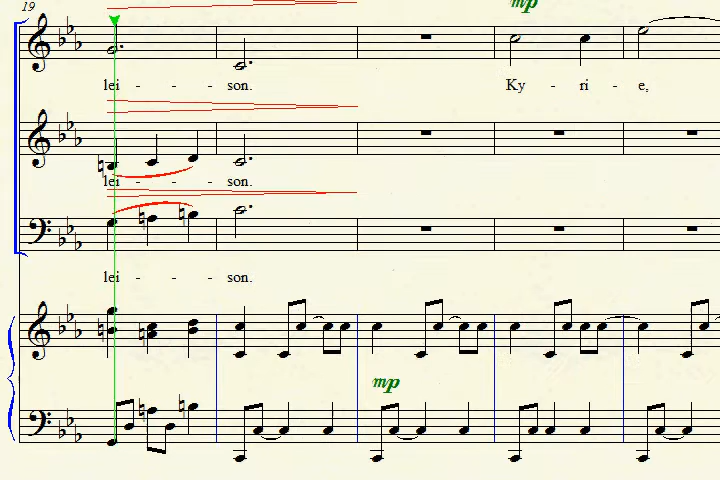 19
mp
lei - - - son. Ky - ri - e,
lei - - - son.
lei - - - son.
mp